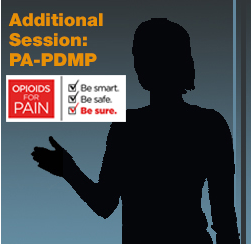 Additional
Session:
PA-PDMP
OPIOIDS
FOR
PAIN
Be smart.
Be safe.
Be sure.